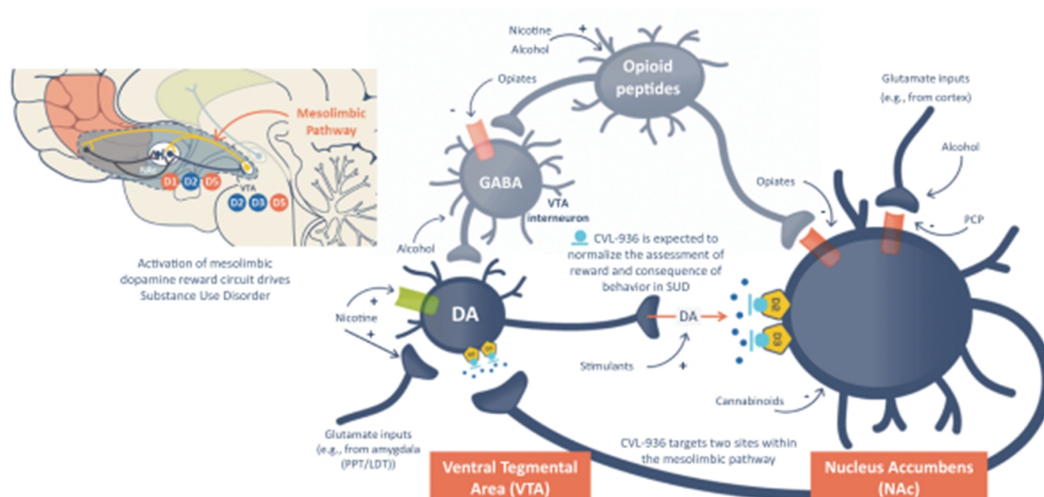 Mesolimbic
Pathway
NAc
D1 D2 D5
VTA
D2 D3 D5
Activation of mesolimbic
dopamine reward circuit drives
Substance Use Disorder
Nicotine +
Alcohol
Opioid
peptides
Opiates
-
GABA
VTA
interneuron
Alcohol
CVL-936 is expected to
normalize the assessment of
reward and consequence of
behavior in SUD
Glutamate inputs
(e.g., from cortex)
Alcohol
Opiates
-
PCP
-
+
Nicotine
+
DA
DA
Stimulants
+
D2
D3
Cannabinoids
-
Glutamate inputs
(e.g., from amygdala
(PPT/LDT))
CVL-936 targets two sites within
the mesolimbic pathway
Ventral Tegmental
Area (VTA)
Nucleus Accumbens
(NAc)